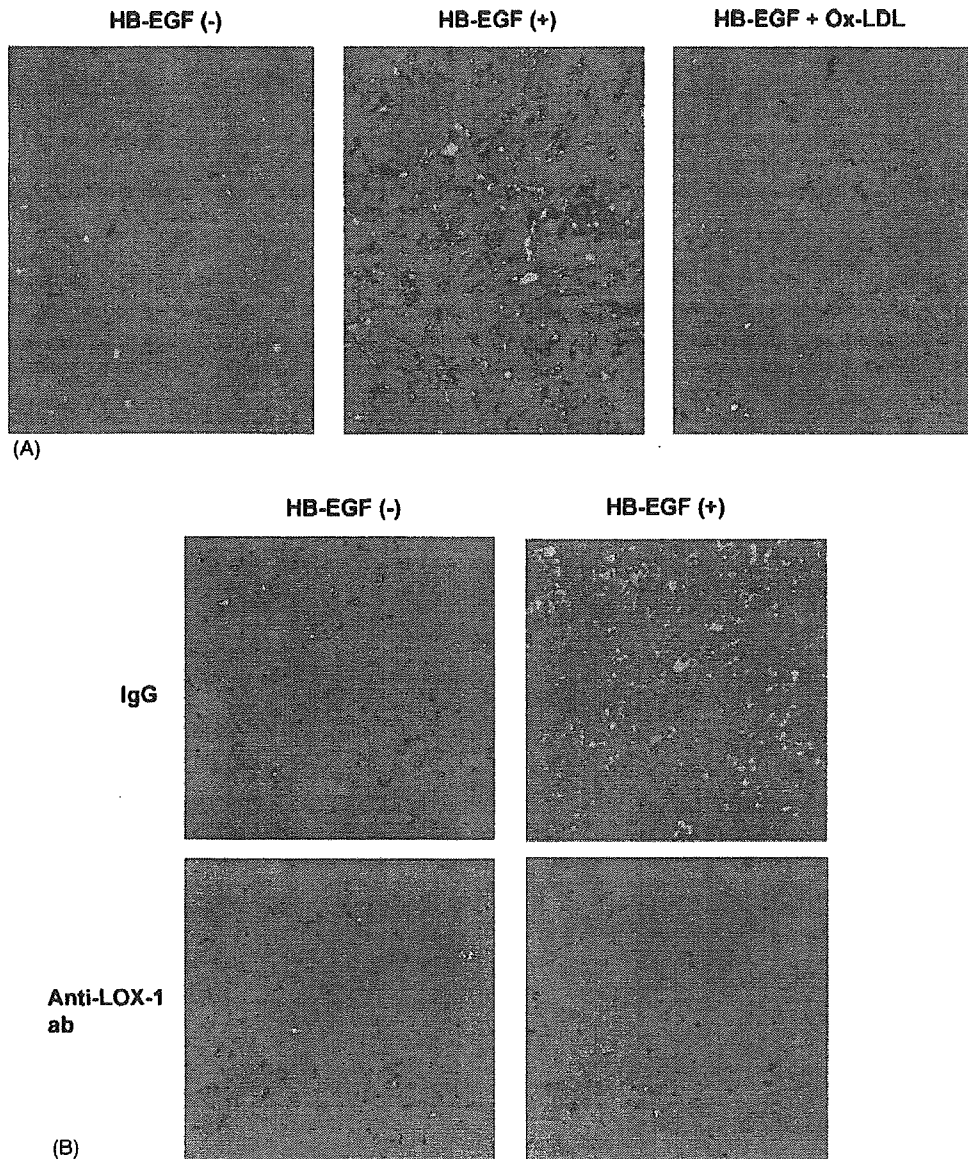 HB-EGF (-)
HB-EGF (+)
HB-EGF + Ox-LDL
(A)
HB-EGF (-)
HB-EGF (+)
IgG
Anti-LOX-1
ab
(B)